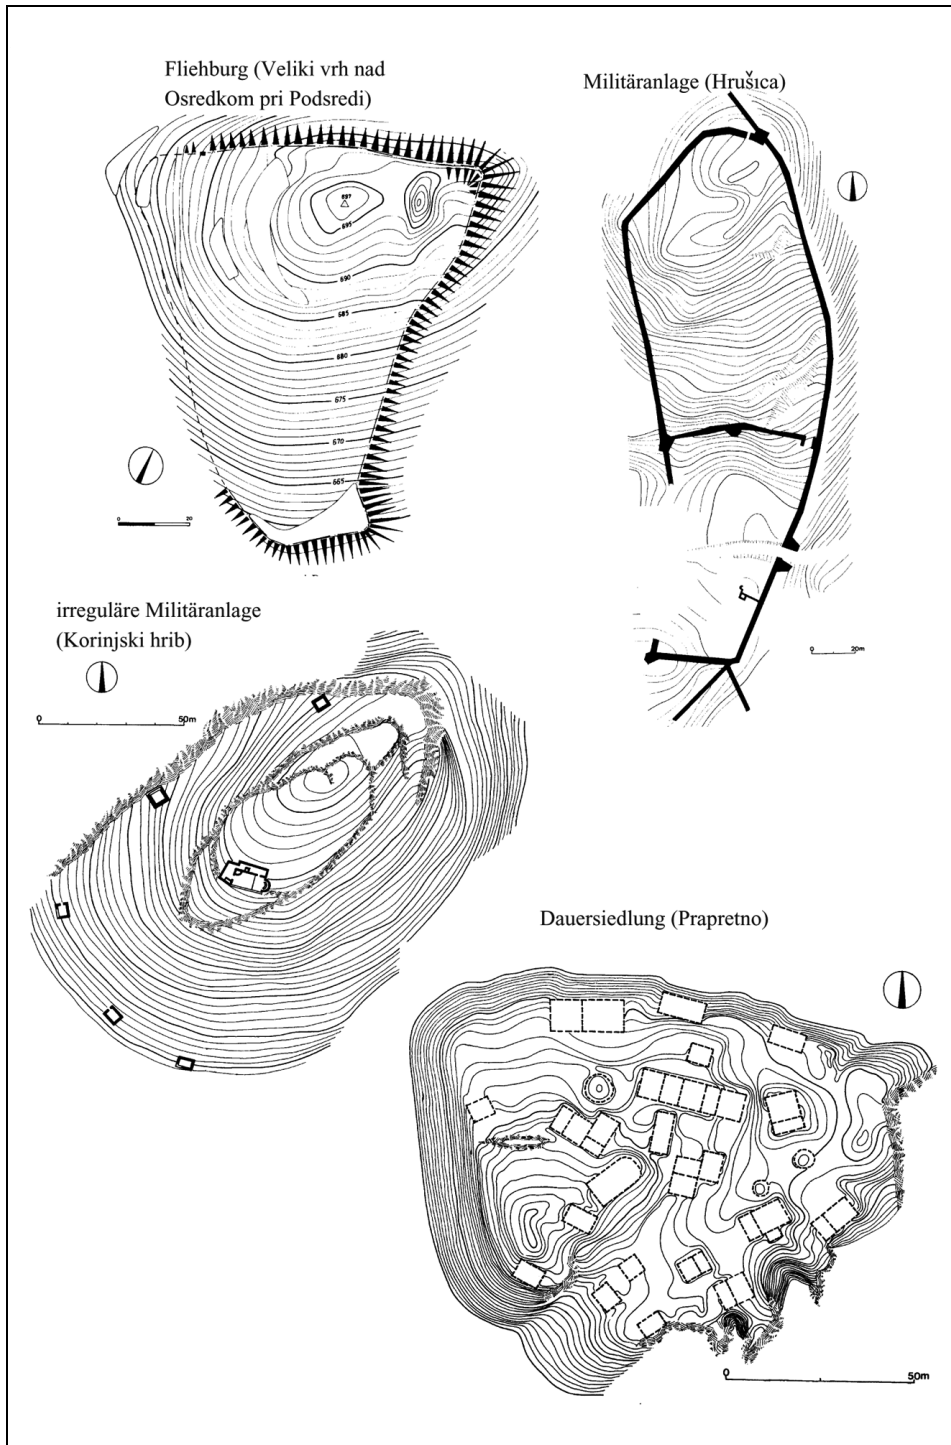 Fliehburg (Veliki vrh nad
Osredkom pri Podsredi)
Militäranlage (Hrušica)
697
695
690
685
680
675
670
665
0 20
0 20m
irreguläre Militäranlage
(Korinjski hrib)
0 50m
Dauersiedlung (Prapretno)
0 50m